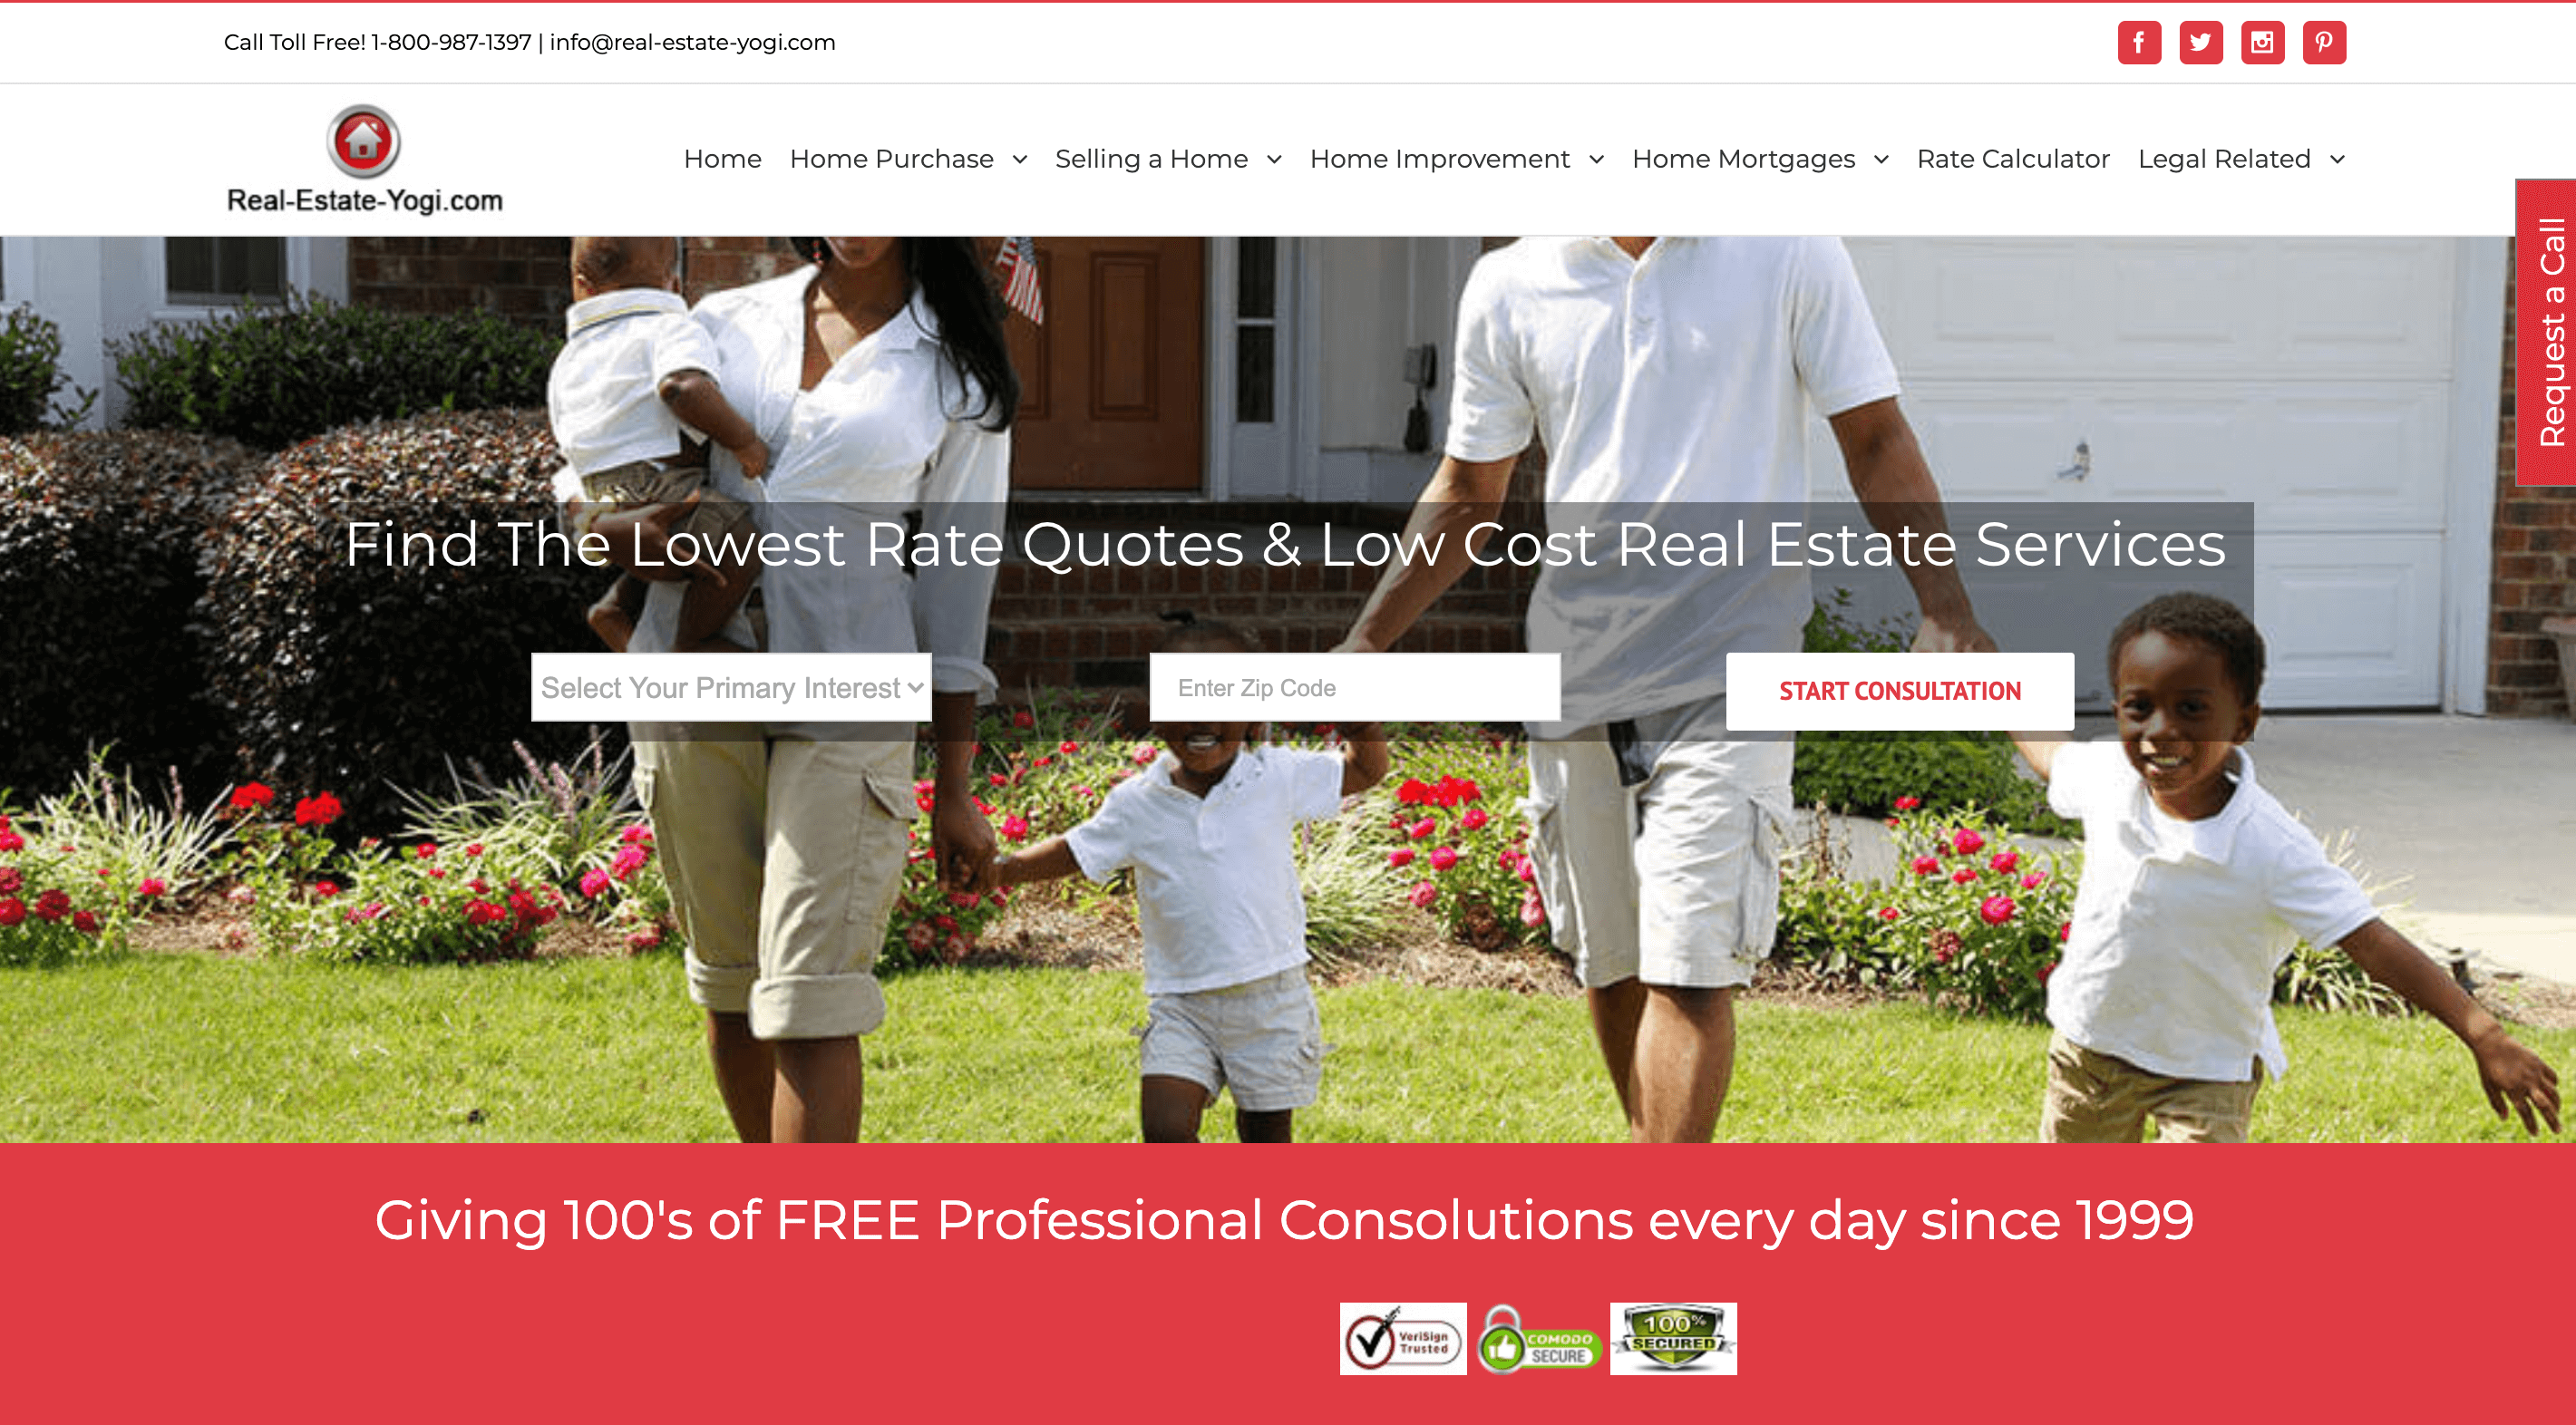 Call Toll Free! 1-800-987-1397 | info@real-estate-yogi.com
Real-Estate-Yogi.com
Home Home Purchase Selling a Home Home Improvement Home Mortgages Rate Calculator Legal Related
Request a Call
Find The Lowest Rate Quotes & Low Cost Real Estate Services
Select Your Primary Interest Enter Zip Code START CONSULTATION
Giving 100's of FREE Professional Consolutions every day since 1999
VeriSign
Trusted
COMODO
SECURE
100%
SECURED